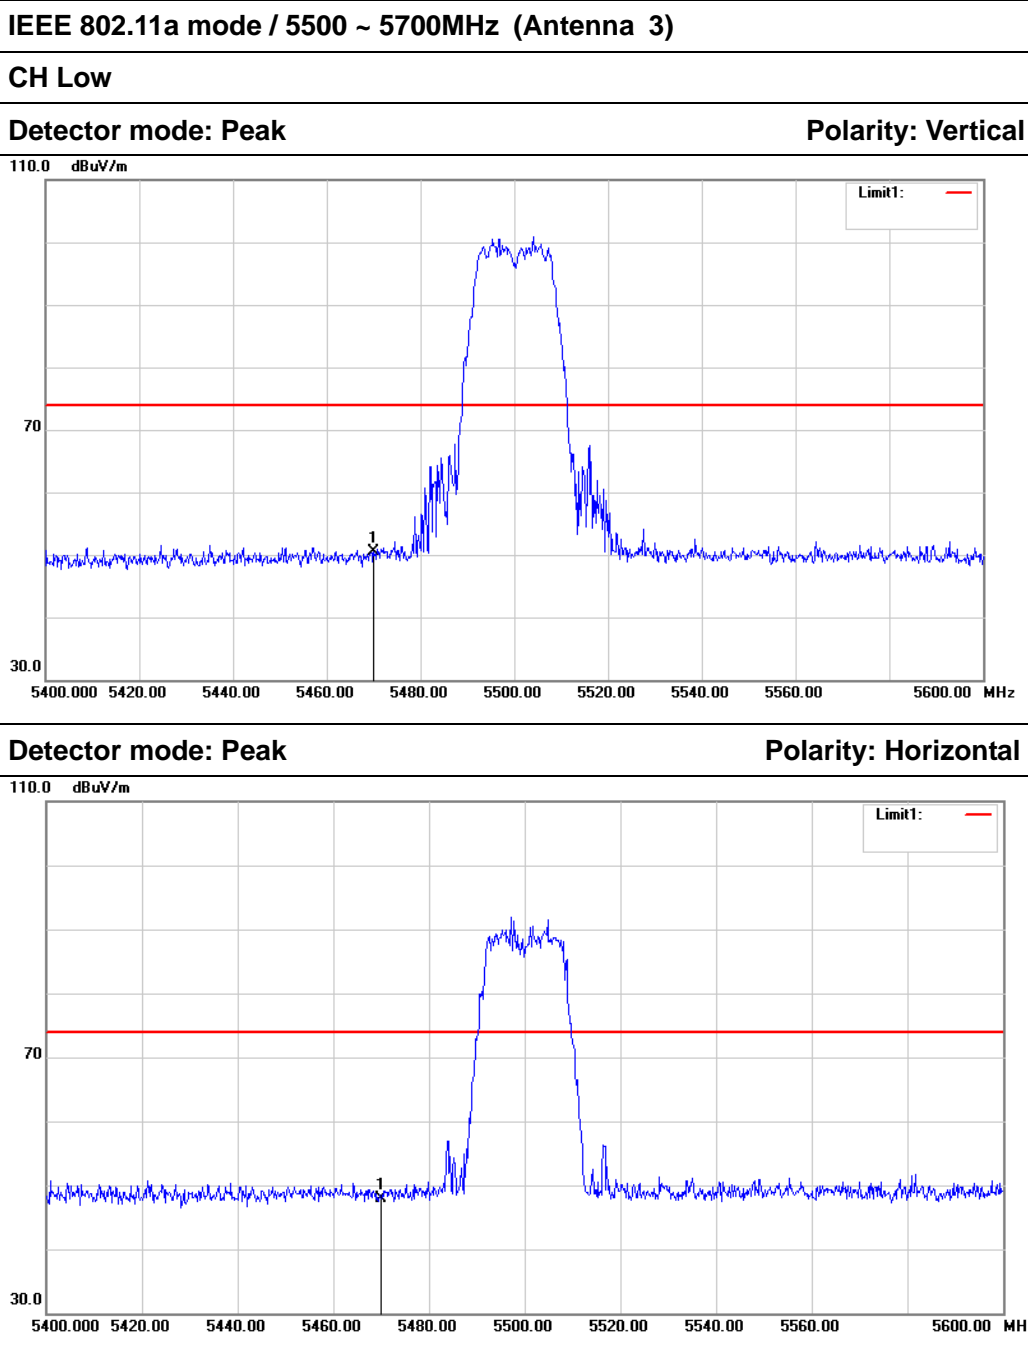 IEEE 802.11a mode / 5500 ~ 5700MHz (Antenna 3)
CH Low
Detector mode: Peak Polarity: Vertical
110.0 dBuV/m
Limit1:
70
1
30.0
5400.000 5420.00 5440.00 5460.00 5480.00 5500.00 5520.00 5540.00 5560.00 5600.00 MHz
Detector mode: Peak Polarity: Horizontal
110.0 dBuV/m
Limit1:
70
1
30.0
5400.000 5420.00 5440.00 5460.00 5480.00 5500.00 5520.00 5540.00 5560.00 5600.00 MH